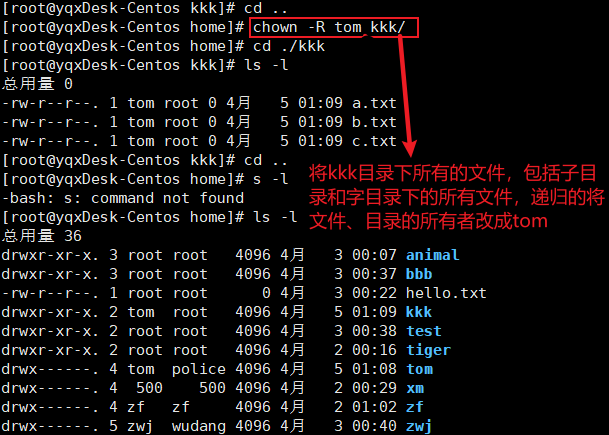 [root@yqxDesk-Centos kkk]# cd ..
[root@yqxDesk-Centos home]# chown -R tom kkk/
[root@yqxDesk-Centos home]# cd ./kkk
[root@yqxDesk-Centos kkk]# ls -l
总用量 0
-rw-r--r--. 1 tom root 0 4月   5 01:09 a.txt
-rw-r--r--. 1 tom root 0 4月   5 01:09 b.txt
-rw-r--r--. 1 tom root 0 4月   5 01:09 c.txt
[root@yqxDesk-Centos kkk]# cd ..
[root@yqxDesk-Centos home]# s -l
-bash: s: command not found
[root@yqxDesk-Centos home]# ls -l
将kkk目录下所有的文件，包括子目
录和字目录下的所有文件，递归的将
文件、目录的所有者改成tom
总用量 36
drwxr-xr-x. 3 root root   4096 4月   3 00:07 animal
drwxr-xr-x. 3 root root   4096 4月   3 00:37 bbb
-rw-r--r--. 1 root root      0 4月   3 00:22 hello.txt
drwxr-xr-x. 2 tom  root   4096 4月   5 01:09 kkk
drwxr-xr-x. 2 root root   4096 4月   3 00:38 test
drwxr-xr-x. 2 root root   4096 4月   2 00:16 tiger
drwx------. 4 tom  police 4096 4月   5 01:08 tom
drwx------. 4  500    500 4096 4月   2 00:29 xm
drwx------. 4 zf   zf     4096 4月   2 01:02 zf
drwx------. 5 zwj  wudang 4096 4月   3 00:40 zwj